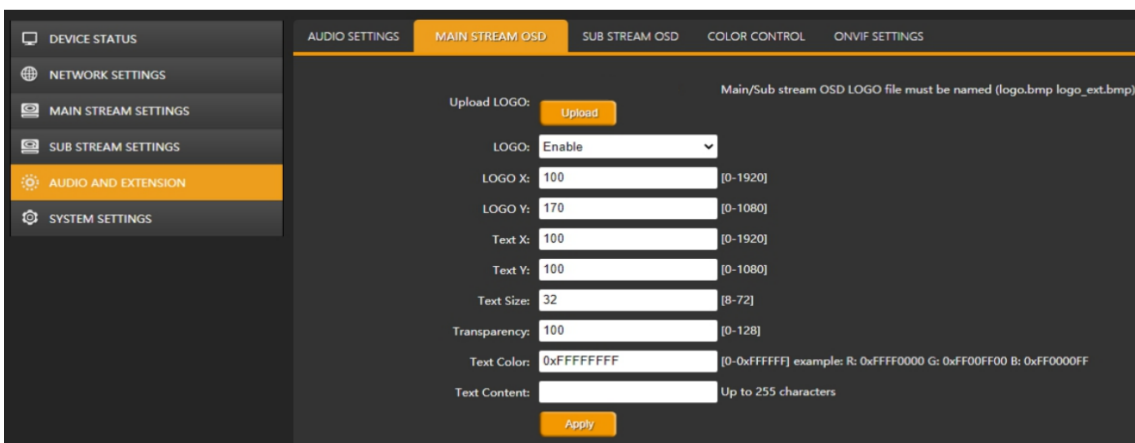 DEVICE STATUS
NETWORK SETTINGS
MAIN STREAM SETTINGS
SUB STREAM SETTINGS
AUDIO AND EXTENSION
SYSTEM SETTINGS
AUDIO SETTINGS MAIN STREAM OSD SUB STREAM OSD COLOR CONTROL ONVIF SETTINGS
Upload LOGO: Upload Main/Sub stream OSD LOGO file must be named (logo.bmp logo_ext.bmp)
LOGO: Enable
LOGO X: 100 [0-1920]
LOGO Y: 170 [0-1080]
Text X: 100 [0-1920]
Text Y: 100 [0-1080]
Text Size: 32 [8-72]
Transparency: 100 [0-128]
Text Color: 0xFFFFFFFF [0-0xFFFFFF] example: R: 0xFFFF0000 G: 0xFF00FF00 B: 0xFF0000FF
Text Content: Up to 255 characters
Apply